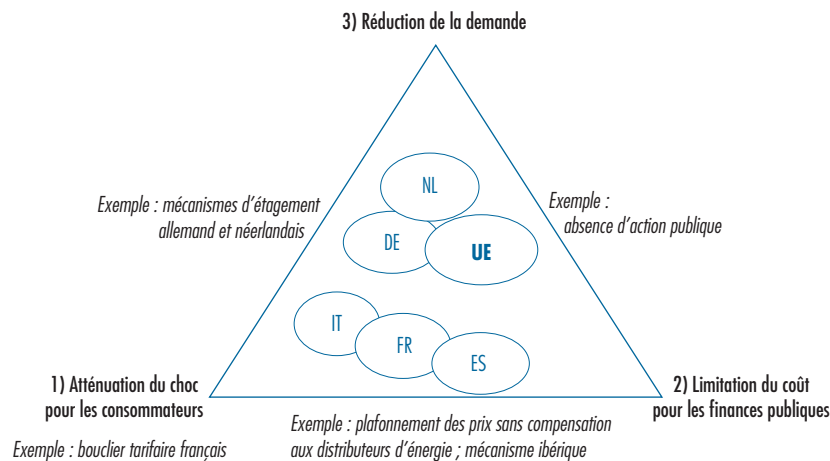 3) Réduction de la demande
NL
Exemple : mécanismes d'étagement
allemand et néerlandais
Exemple :
absence d'action publique
DE
UE
IT
FR
ES
1) Atténuation du choc
pour les consommateurs
2) Limitation du coût
pour les finances publiques
Exemple : bouclier tarifaire français
Exemple : plafonnement des prix sans compensation
aux distributeurs d'énergie ; mécanisme ibérique